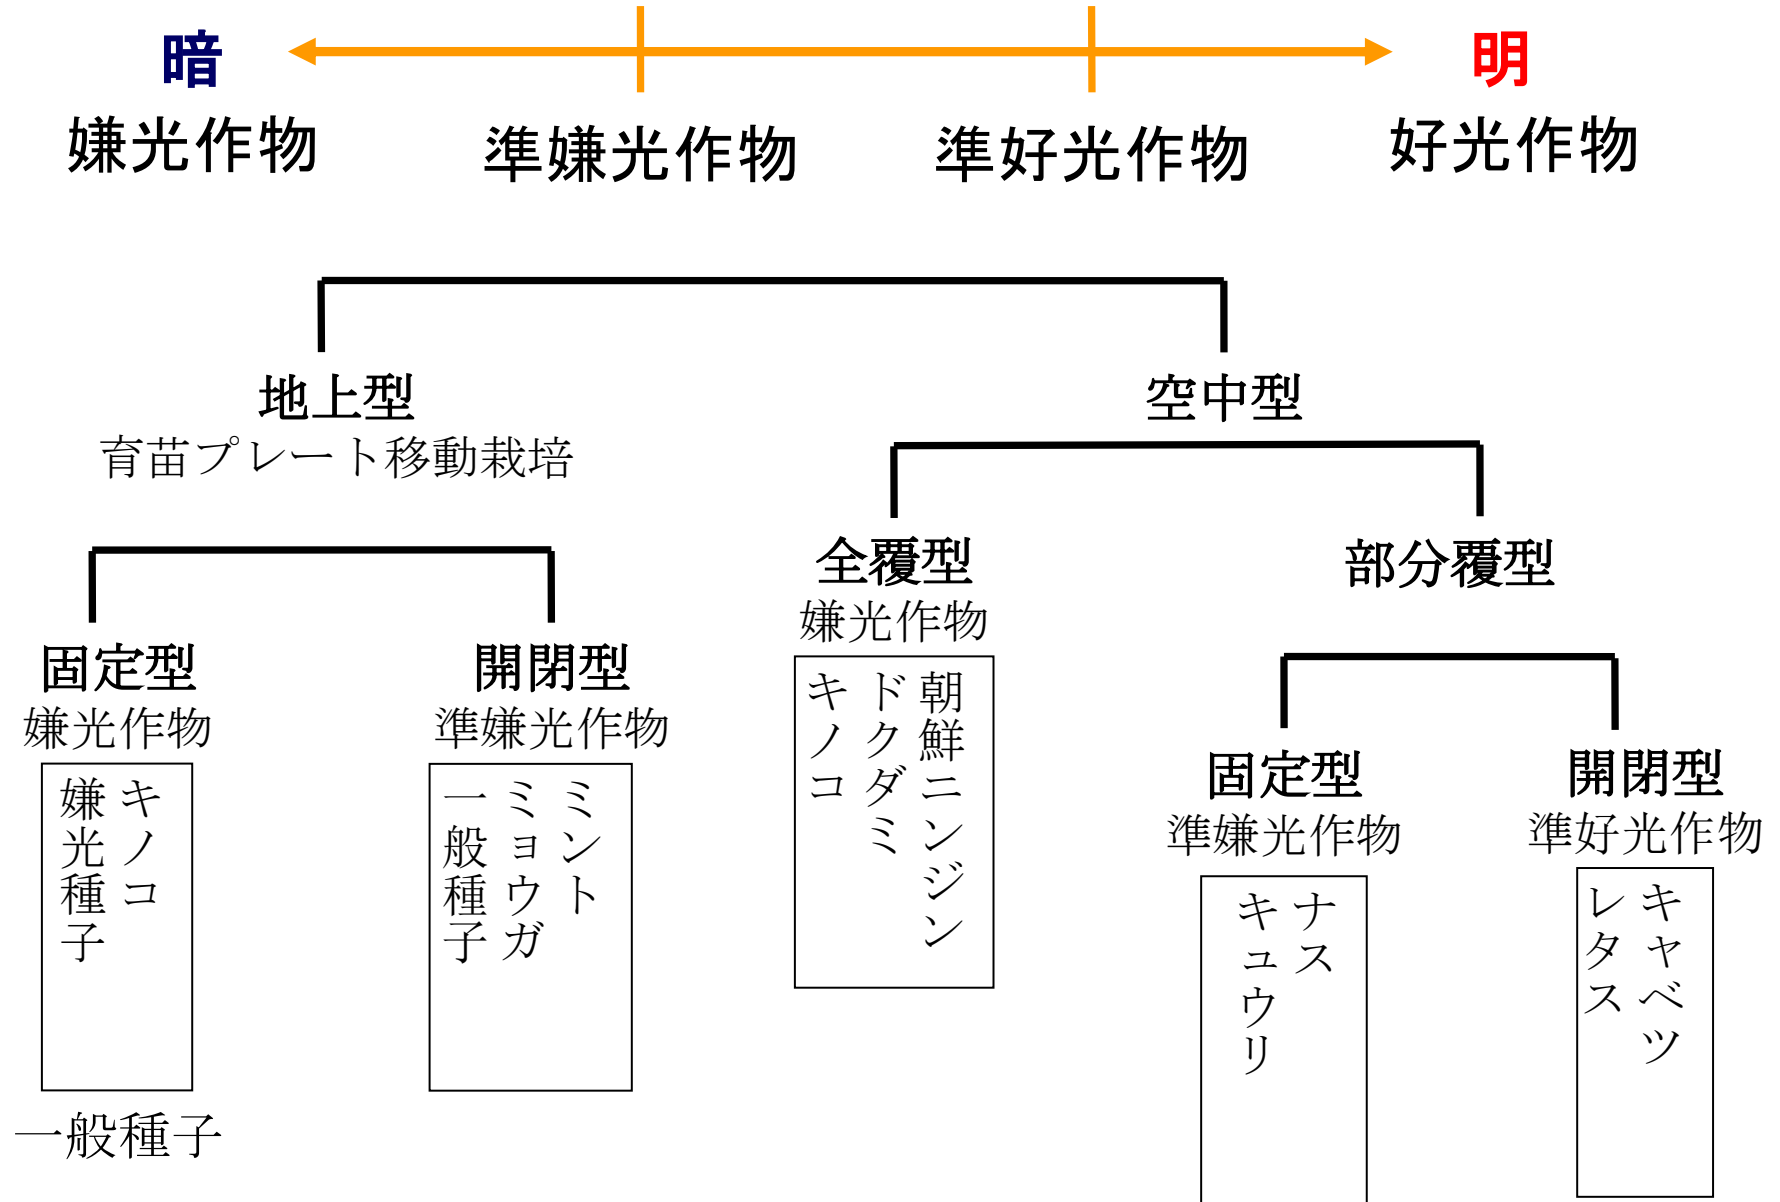 暗
明
嫌光作物
準嫌光作物
準好光作物
好光作物
地上型
育苗プレート移動栽培
空中型
全覆型
嫌光作物
朝鮮ニンジン
ドクダミ
キノコ
部分覆型
固定型
嫌光作物
キノコ
嫌光種子
一般種子
開閉型
準嫌光作物
ミント
ミョウガ
一般種子
固定型
準嫌光作物
ナス
キュウリ
開閉型
準好光作物
キャベツ
レタス